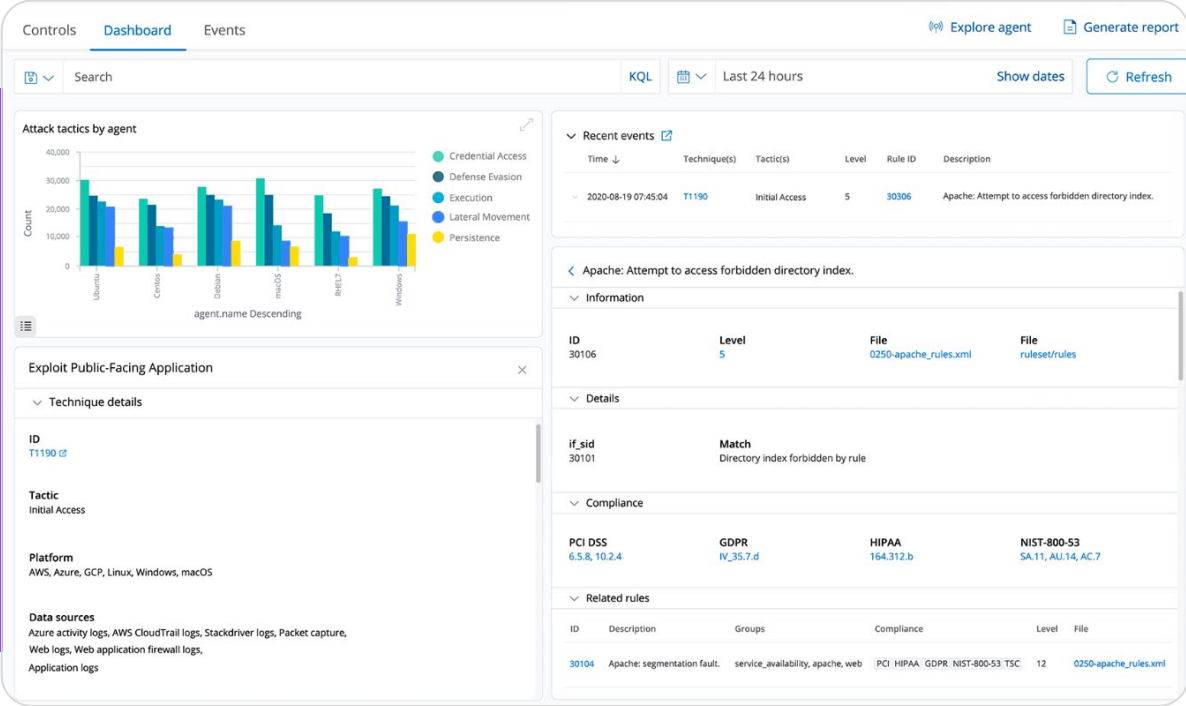 Controls Dashboard Events Explore agent Generate report
Search KQL Last 24 hours Show dates Refresh
Attack tactics by agent
40,000
30,000
20,000
10,000
0
Count
Ubuntu Centos Debian macOS RHEL7 Windows
agent.name Descending
Credential Access
Defense Evasion
Execution
Lateral Movement
Persistence
Exploit Public-Facing Application
Technique details
ID
T1190
Tactic
Initial Access
Platform
AWS, Azure, GCP, Linux, Windows, macOS
Data sources
Azure activity logs, AWS CloudTrail logs, Stackdriver logs, Packet capture,
Web logs, Web application firewall logs,
Application logs
Recent events
Time Technique(s) Tactic(s) Level Rule ID Description
2020-08-19 07:45:04 T1190 Initial Access 5 30306 Apache: Attempt to access forbidden directory index.
Apache: Attempt to access forbidden directory index.
Information
ID Level File File
30106 5 0250-apache_rules.xml ruleset/rules
Details
if_sid Match
30101 Directory index forbidden by rule
Compliance
PCI DSS GDPR HIPAA NIST-800-53
6.5.8, 10.2.4 IV_35.7.d 164.312.b SA.11, AU.14, AC.7
Related rules
ID Description Groups Compliance Level File
30104 Apache: segmentation fault. service_availability, apache, web PCI HIPAA GDPR NIST-800-53 TSC 12 0250-apache_rules.xml